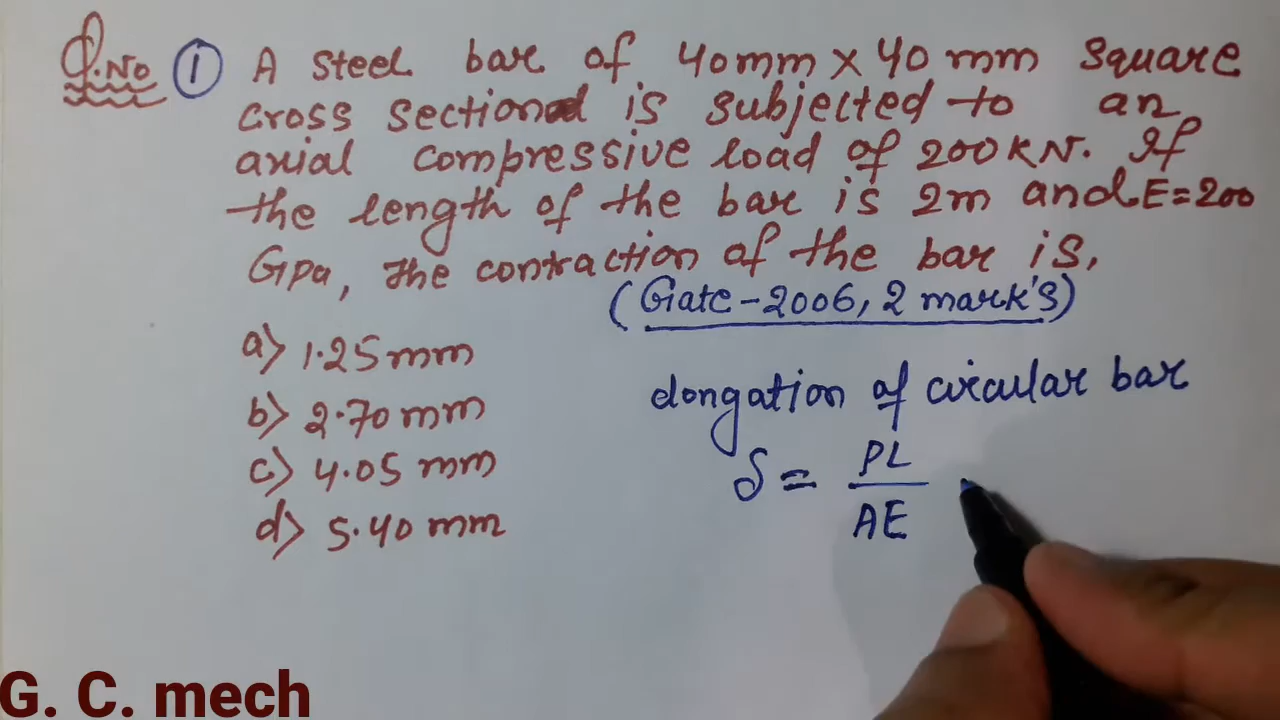 Q.No ① A steel bar of 40mm x 40 mm square
cross section is subjected to an
axial compressive load of 200KN. If
the length of the bar is 2m and E=200
Gpa, the contraction of the bar is,
(Gate-2006, 2 mark's)
a) 1.25mm
b) 2.70 mm
c) 4.05 mm
d) 5.40 mm
elongation of circular bar
δ = PL
AE
G. C. mech